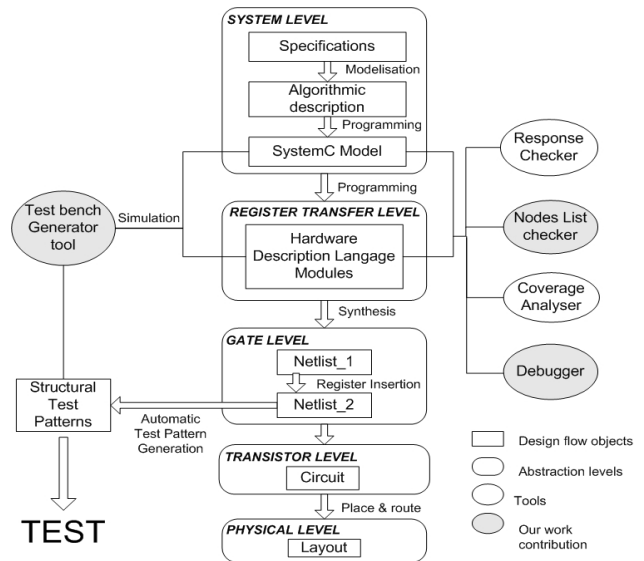 SYSTEM LEVEL
Specifications
Modelisation
Algorithmic
description
Programming
SystemC Model
Programming
Response
Checker
Test bench
Generator
tool
Simulation
REGISTER TRANSFER LEVEL
Hardware
Description Langage
Modules
Nodes List
checker
Coverage
Analyser
Synthesis
GATE LEVEL
Netlist_1
Register Insertion
Netlist_2
Debugger
Structural
Test
Patterns
Automatic
Test Pattern
Generation
TRANSISTOR LEVEL
Circuit
Place & route
TEST
PHYSICAL LEVEL
Layout
Design flow objects
Abstraction levels
Tools
Our work
contribution